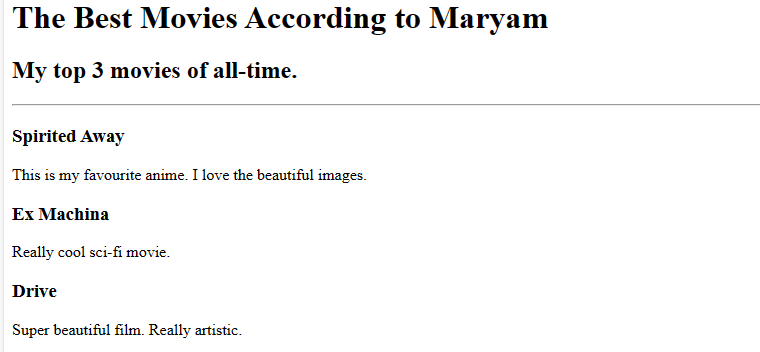 The Best Movies According to Maryam
My top 3 movies of all-time.
Spirited Away
This is my favourite anime. I love the beautiful images.
Ex Machina
Really cool sci-fi movie.
Drive
Super beautiful film. Really artistic.